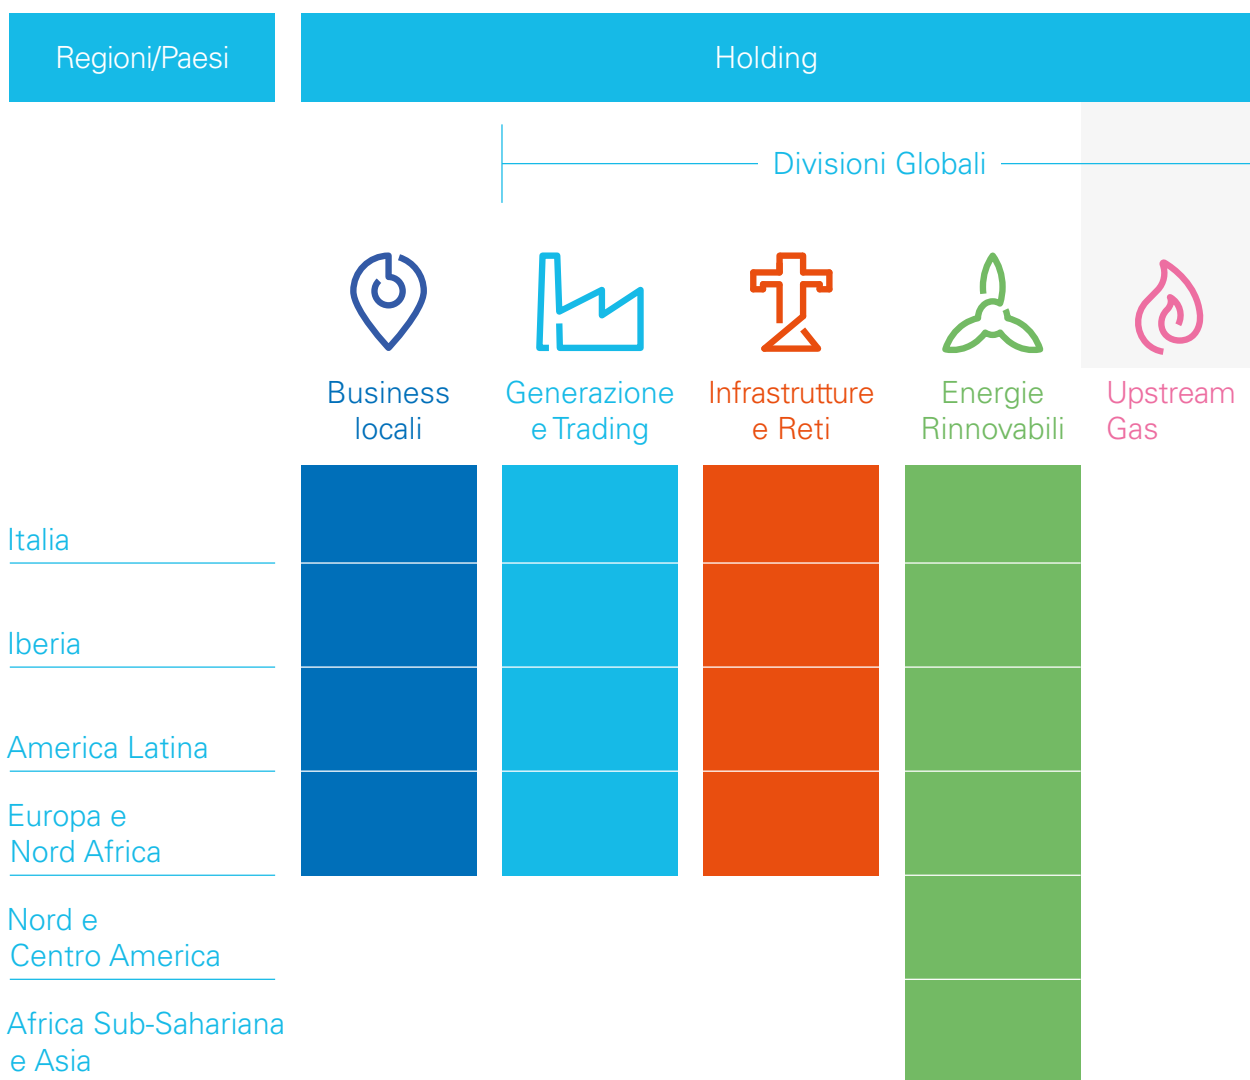 Regioni/Paesi
Holding
Divisioni Globali
Business
locali
Generazione
e Trading
Infrastrutture
e Reti
Energie
Rinnovabili
Upstream
Gas
Italia
Iberia
America Latina
Europa e
Nord Africa
Nord e
Centro America
Africa Sub-Sahariana
e Asia